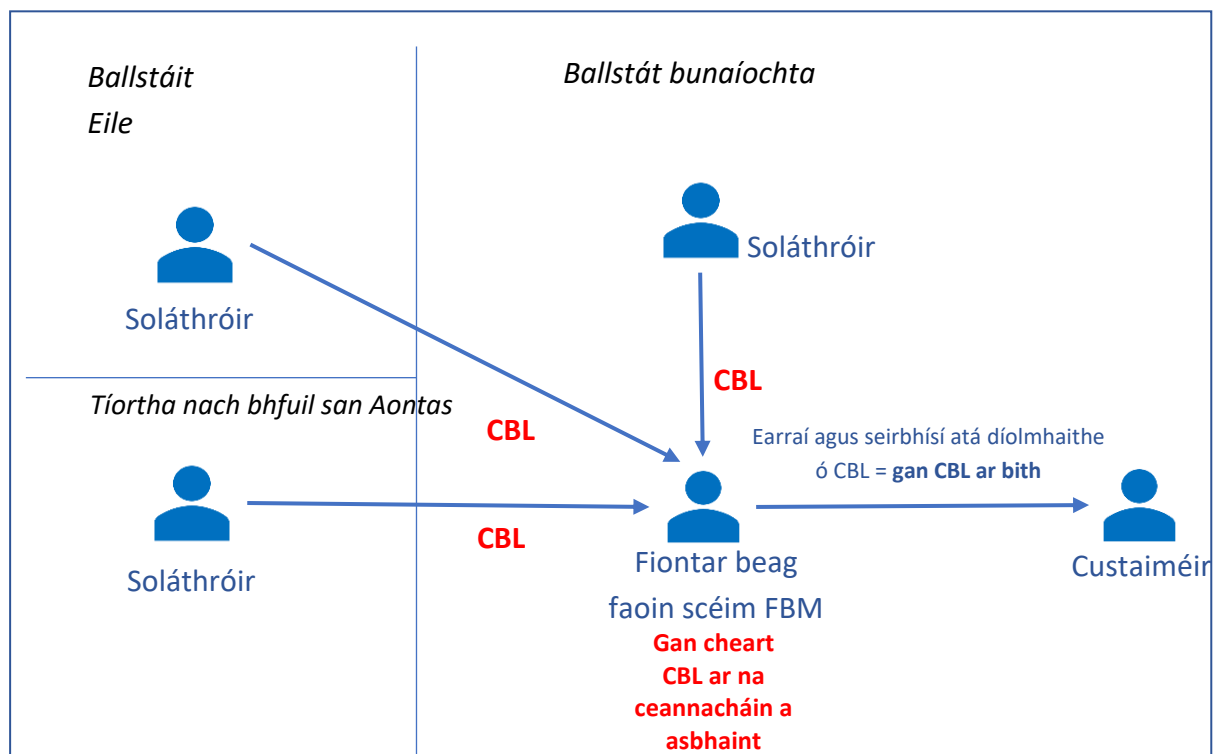 Ballstáit
Eile
Ballstát bunaíochta
Soláthróir
Soláthróir
Tíortha nach bhfuil san Aontas
CBL
CBL
Earraí agus seirbhísí atá díolmhaithe
ó CBL = gan CBL ar bith
CBL
Soláthróir
Fiontar beag
faoin scéim FBM
Gan cheart
CBL ar na
ceannacháin a
asbhaint
Custaiméir